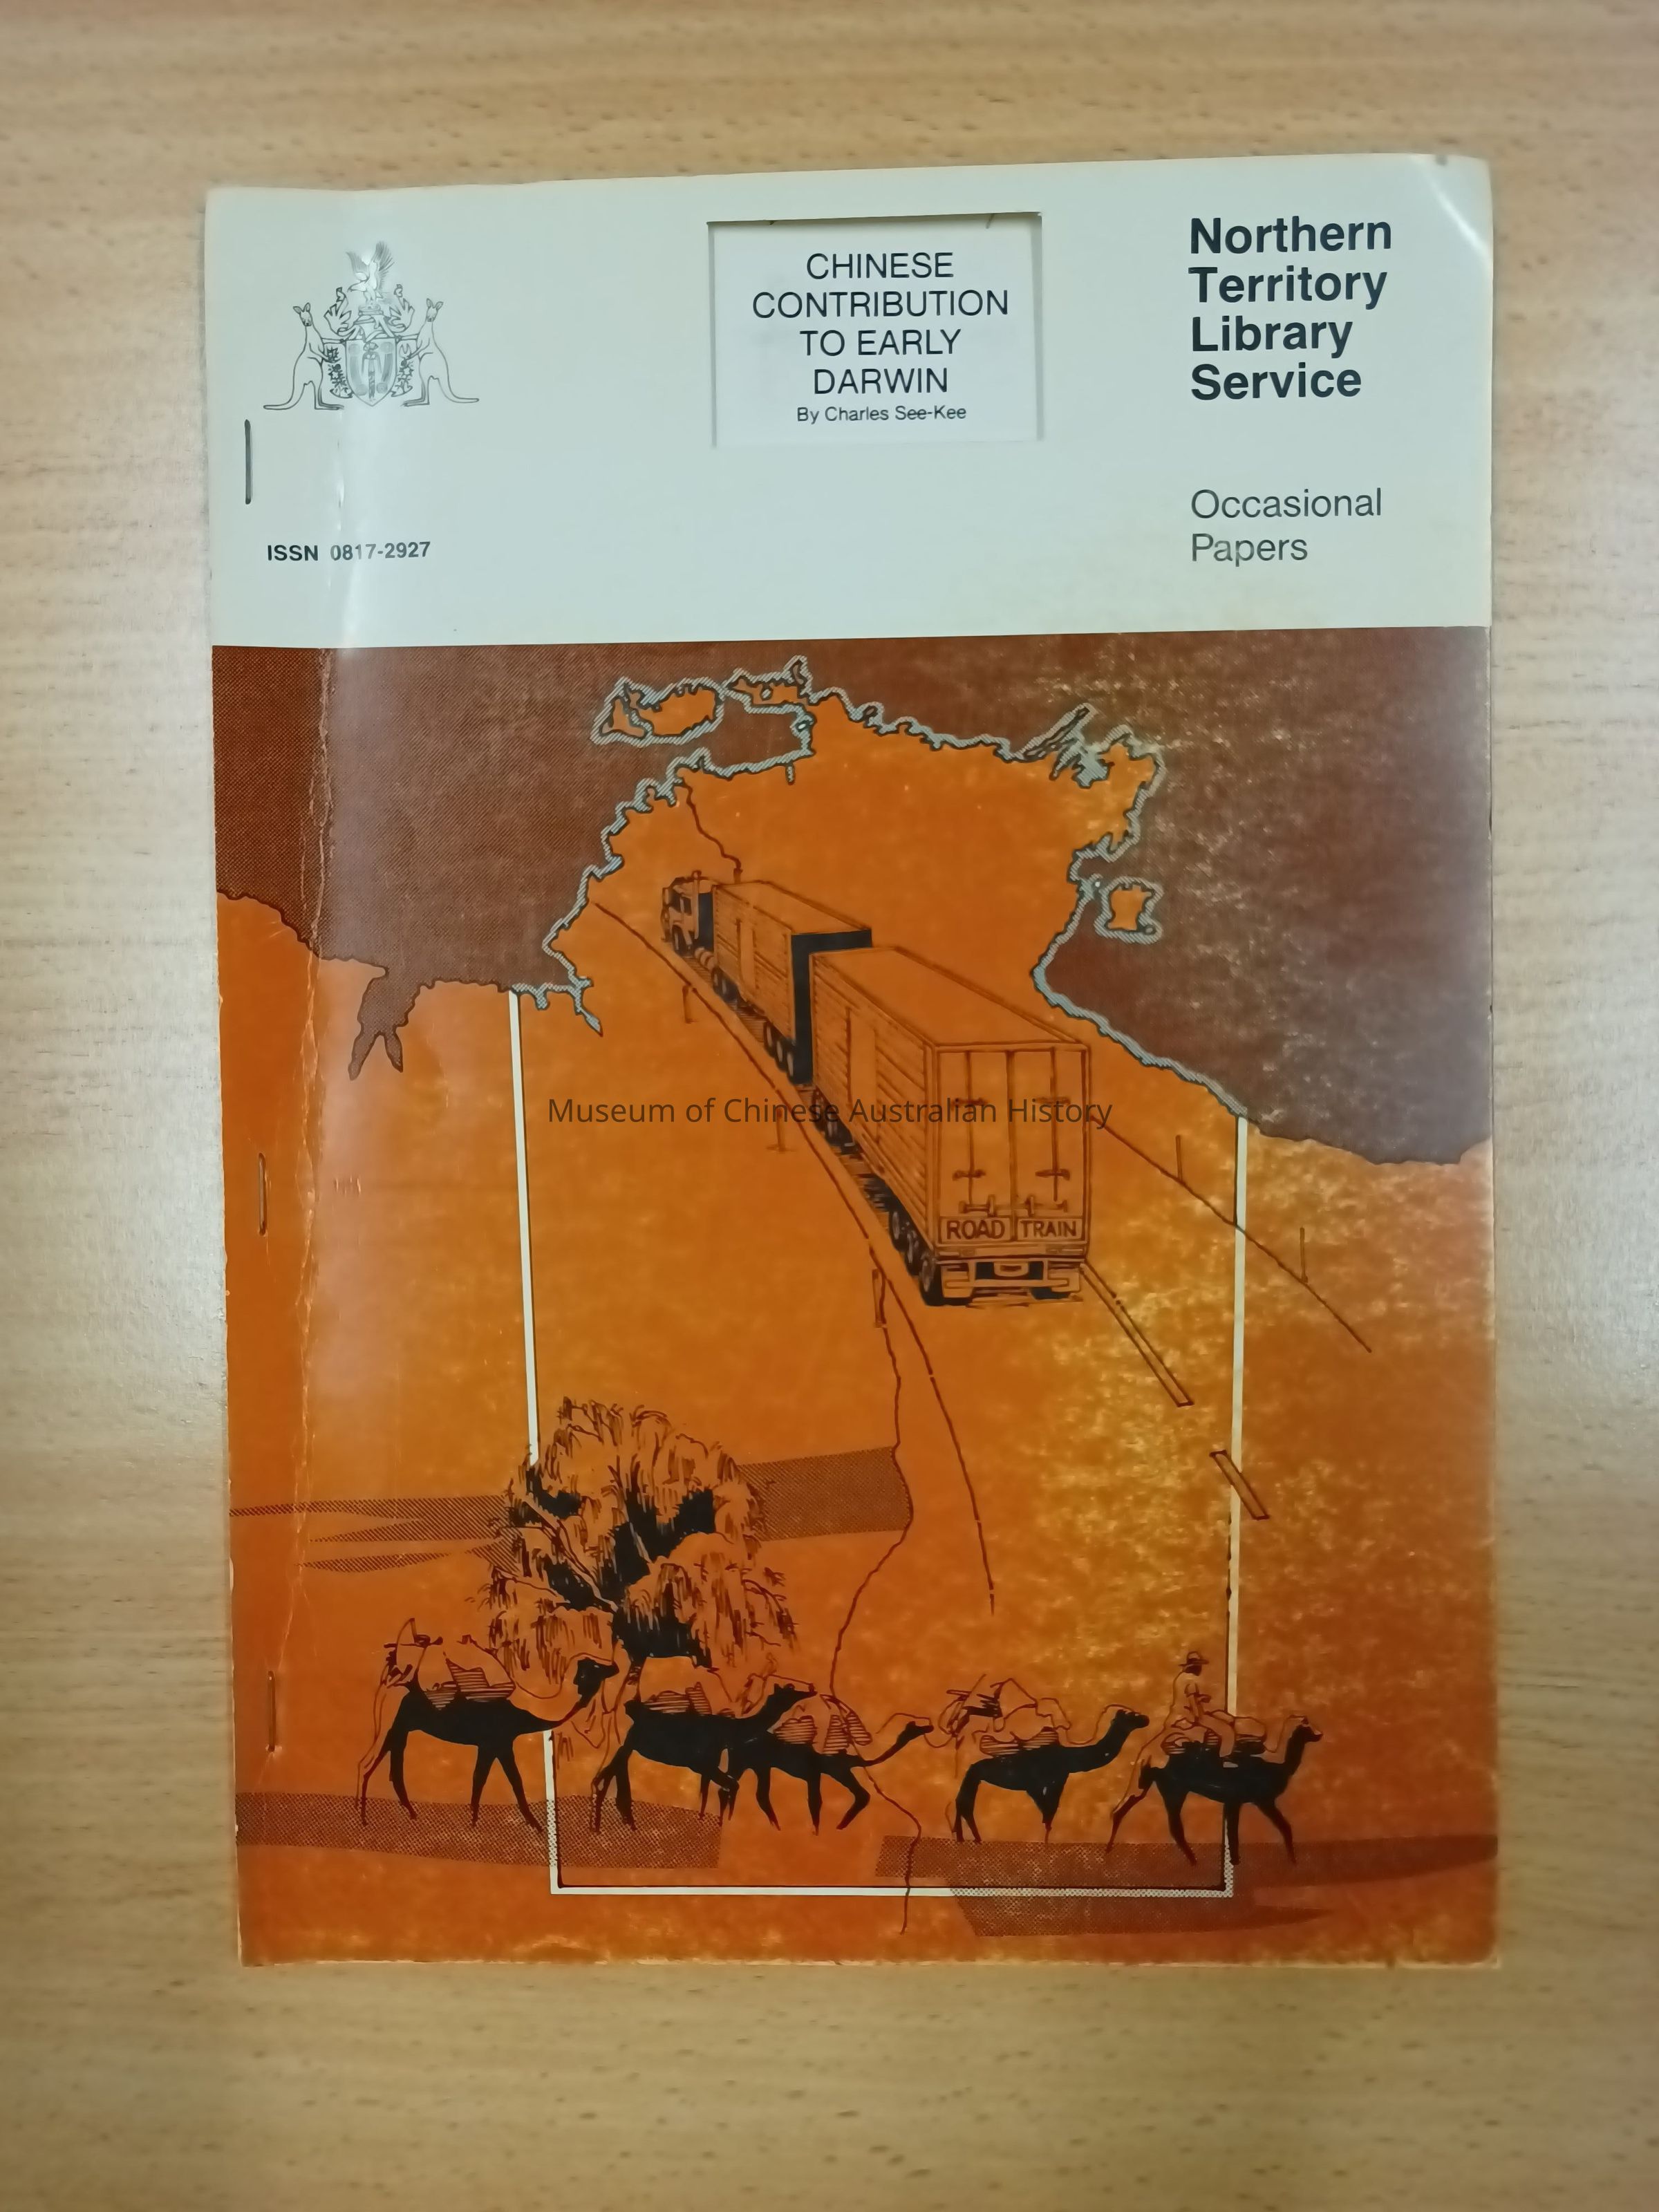 CHINESE
CONTRIBUTION
TO EARLY
DARWIN
By Charles See-Kee
Northern
Territory
Library
Service
Occasional
Papers
ISSN 0817-2927
Museum of Chinese Australian History
ROAD TRAIN